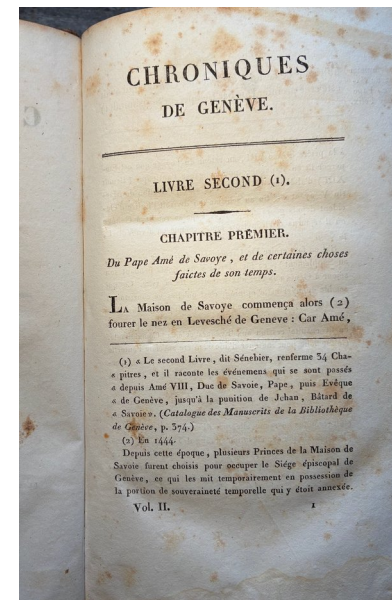 CHRONIQUES
DE GENÈVE.
LIVRE SECOND (1).
CHAPITRE PREMIER.
Du Pape Amé de Savoye, et de certaines choses
faictes de son temps.
La Maison de Savoye commença alors (2)
fourer le nez en Levesché de Geneve : Car Amé,
(1) « Le second Livre, dit Sénebier, renferme 34 Cha-
« pitres, et il raconte les événemens qui se sont passés
« depuis Amé VIII, Duc de Savoie, Pape, puis Evêque
« de Genève, jusqu'à la punition de Jehan, Bâtard de
« Savoie ». (Catalogue des Manuscrits de la Bibliothèque
de Genève, p. 374.)
(2) En 1444.
Depuis cette époque, plusieurs Princes de la Maison de
Savoie furent choisis pour occuper le Siége épiscopal de
Genève, ce qui les mit temporairement en possession de
la portion de souveraineté temporelle qui y étoit annexée.
Vol. II. 1